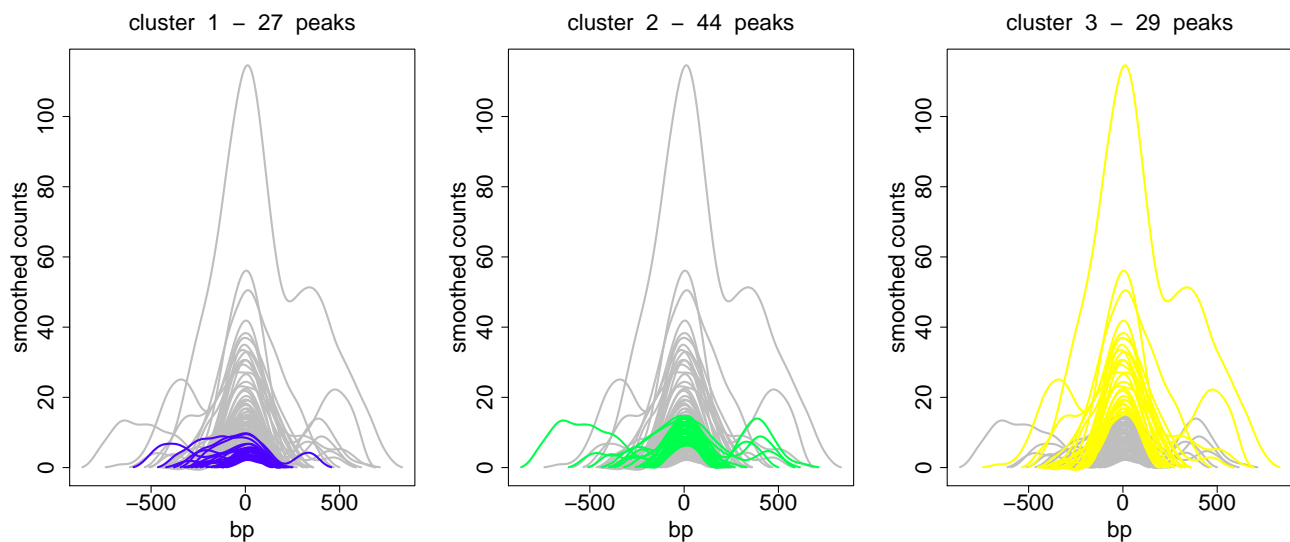 cluster 1 − 27 peaks
smoothed counts
0 20 40 60 80 100
−500 0 500
bp
cluster 2 − 44 peaks
smoothed counts
0 20 40 60 80 100
−500 0 500
bp
cluster 3 − 29 peaks
smoothed counts
0 20 40 60 80 100
−500 0 500
bp